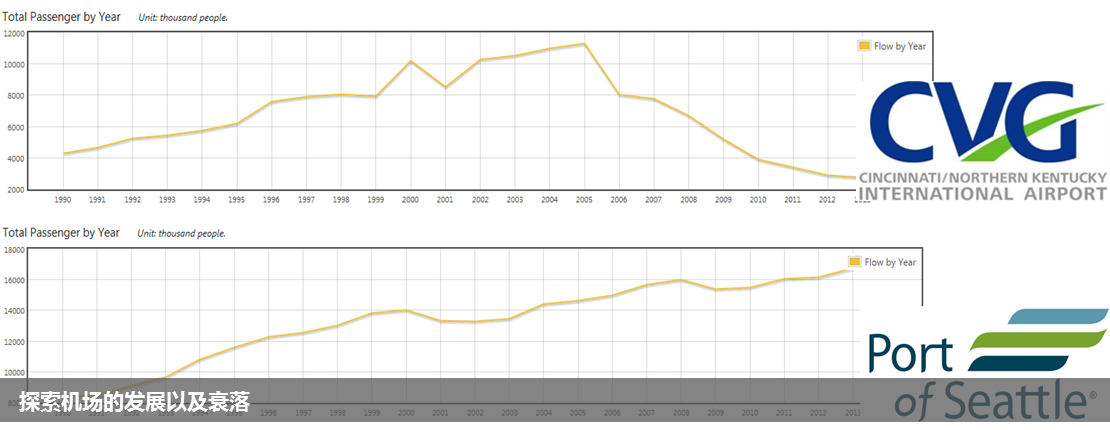 Total Passenger by Year Unit: thousand people.
12000
Flow by Year
10000
8000
6000
4000
2000
1990 1991 1992 1993 1994 1995 1996 1997 1998 1999 2000 2001 2002 2003 2004 2005 2006 2007 2008 2009 2010 2011 2012
CVG
CINCINNATI/NORTHERN KENTUCKY
INTERNATIONAL AIRPORT
Total Passenger by Year Unit: thousand people.
18000
Flow by Year
16000
14000
12000
10000
Port
of Seattle®
探索机场的发展以及衰落
1996 1997 1998 1999 2000 2001 2002 2003 2004 2005 2006 2007 2008 2009 2010 2011 2012 2013